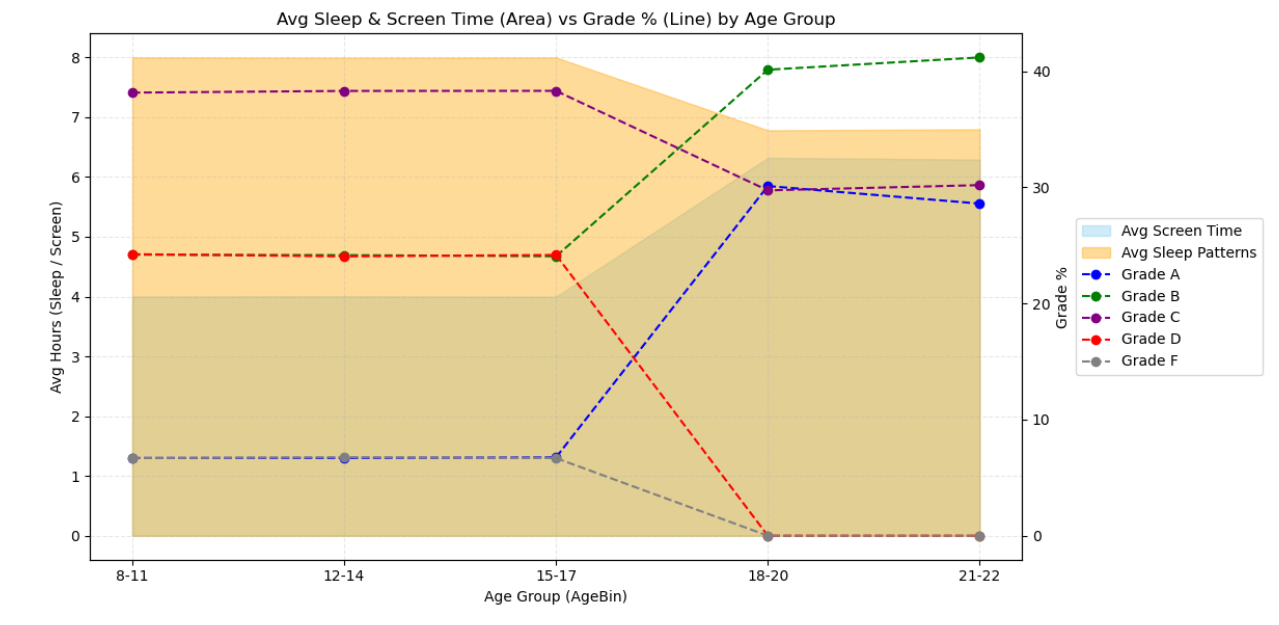 Avg Sleep & Screen Time (Area) vs Grade % (Line) by Age Group
Avg Hours (Sleep / Screen)
8
7
6
5
4
3
2
1
0
8-11
12-14
15-17
18-20
21-22
Age Group (AgeBin)
40
30
20
10
0
Grade %
Avg Screen Time
Avg Sleep Patterns
Grade A
Grade B
Grade C
Grade D
Grade F